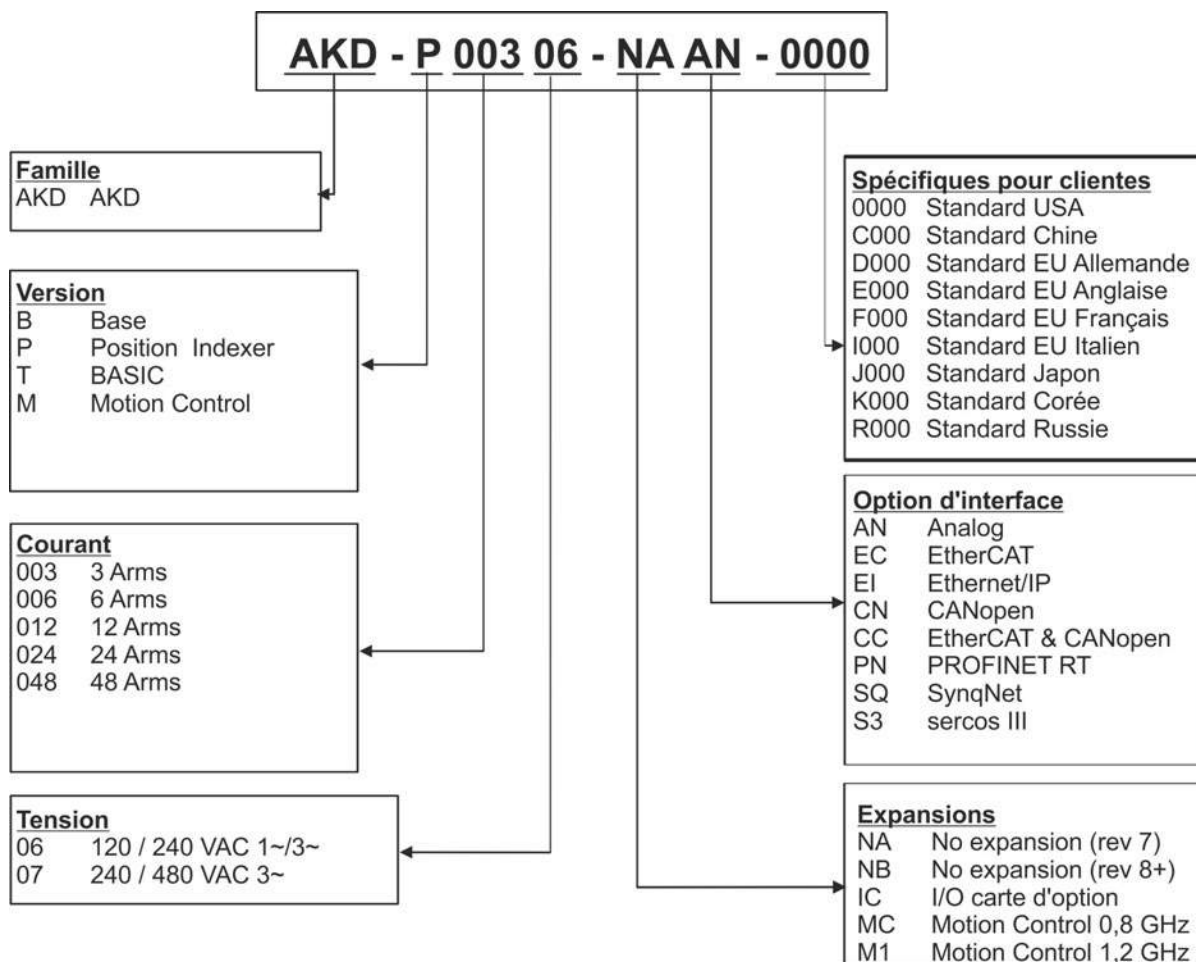 AKD - P 003 06 - NA AN - 0000
Famille
AKD AKD
Version
B Base
P Position Indexer
T BASIC
M Motion Control
Courant
003 3 Arms
006 6 Arms
012 12 Arms
024 24 Arms
048 48 Arms
Tension
06 120 / 240 VAC 1~/3~
07 240 / 480 VAC 3~
Spécifiques pour clientes
0000 Standard USA
C000 Standard Chine
D000 Standard EU Allemande
E000 Standard EU Anglaise
F000 Standard EU Français
I000 Standard EU Italien
J000 Standard Japon
K000 Standard Corée
R000 Standard Russie
Option d'interface
AN Analog
EC EtherCAT
EI Ethernet/IP
CN CANopen
CC EtherCAT & CANopen
PN PROFINET RT
SQ SynqNet
S3 sercos III
Expansions
NA No expansion (rev 7)
NB No expansion (rev 8+)
IC I/O carte d'option
MC Motion Control 0,8 GHz
M1 Motion Control 1,2 GHz